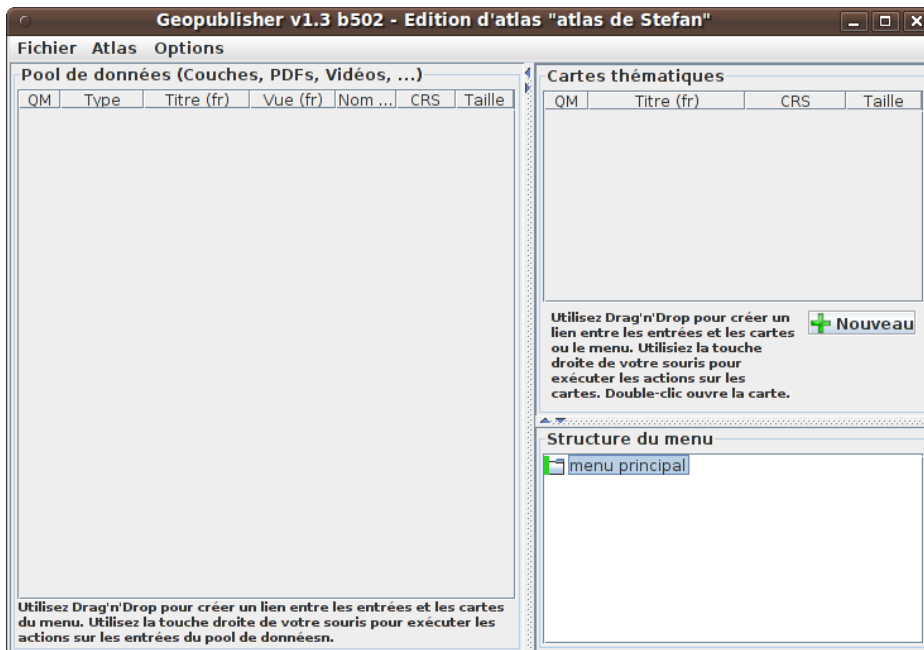 Geopublisher v1.3 b502 - Edition d'atlas "atlas de Stefan"
Fichier Atlas Options
Pool de données (Couches, PDFs, Vidéos, ...)
QM Type Titre (fr) Vue (fr) Nom ... CRS Taille
Utilisez Drag'n'Drop pour créer un lien entre les entrées et les cartes
du menu. Utilisez la touche droite de votre souris pour exécuter les
actions sur les entrées du pool de donnéesn.
Cartes thématiques
QM Titre (fr) CRS Taille
Utilisez Drag'n'Drop pour créer un
lien entre les entrées et les cartes
ou le menu. Utilisiez la touche
droite de votre souris pour
exécuter les actions sur les
cartes. Double-clic ouvre la carte.
Nouveau
Structure du menu
menu principal